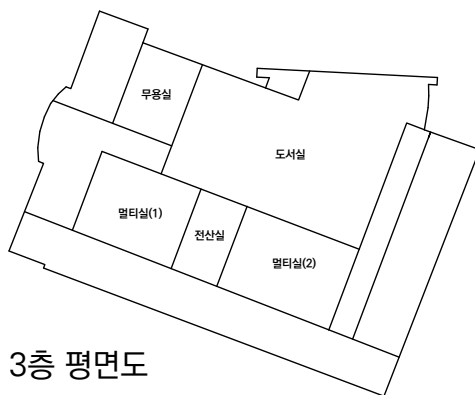 무용실
도서실
멀티실(1)
전산실
멀티실(2)
3층 평면도